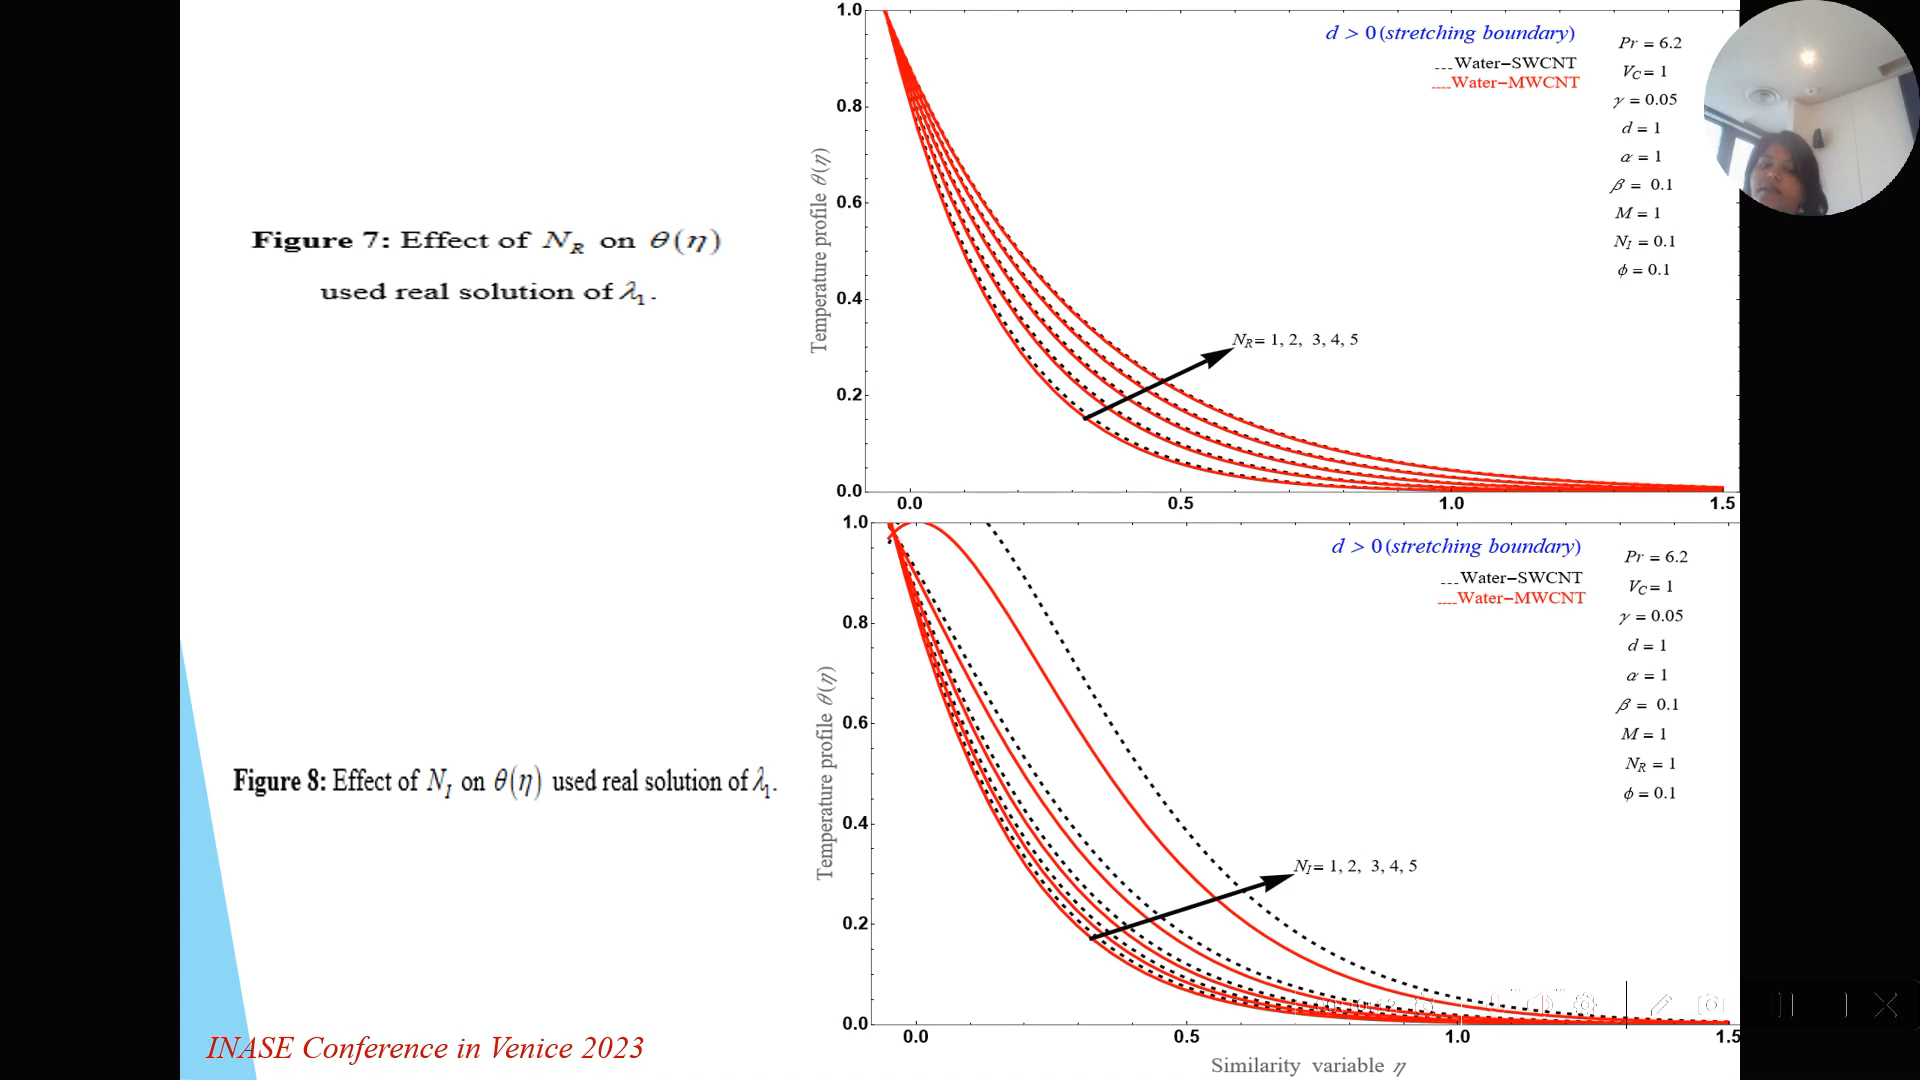 Figure 7: Effect of N_R on θ(η)
used real solution of λ₁.
1.0
0.8
0.6
0.4
0.2
0.0
0.0
0.5
1.0
1.5
Temperature profile θ(η)
d > 0 (stretching boundary)
---Water−SWCNT
----Water−MWCNT
Pr = 6.2
V_C = 1
γ = 0.05
d = 1
α = 1
β = 0.1
M = 1
N_I = 0.1
ϕ = 0.1
N_R = 1, 2, 3, 4, 5
Figure 8: Effect of N_I on θ(η) used real solution of λ₁.
1.0
0.8
0.6
0.4
0.2
0.0
0.0
0.5
1.0
1.5
Temperature profile θ(η)
Similarity variable η
d > 0 (stretching boundary)
---Water−SWCNT
----Water−MWCNT
Pr = 6.2
V_C = 1
γ = 0.05
d = 1
α = 1
β = 0.1
M = 1
N_R = 1
ϕ = 0.1
N_I = 1, 2, 3, 4, 5
INASE Conference in Venice 2023